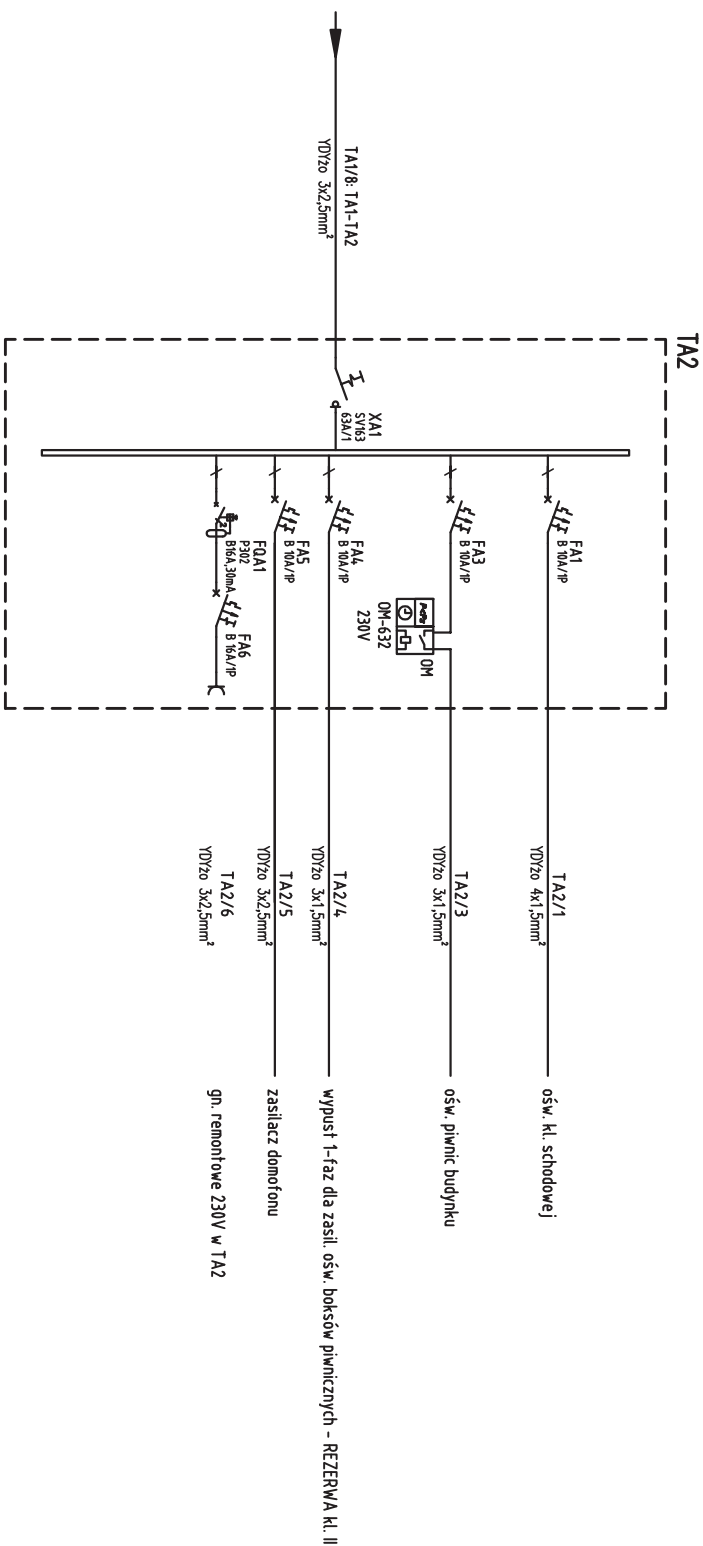 TA2
TA1/8: TA1-TA2
YDYżo 3x2,5mm²
XA1
SV163
63A/1
FA1
B 10A/1P
TA2/1
YDYżo 4x1,5mm²
ośw. kl. schodowej
FA3
B 10A/1P
OM
OM-632
230V
TA2/3
YDYżo 3x1,5mm²
ośw. piwnic budynku
FA4
B 10A/1P
TA2/4
YDYżo 3x1,5mm²
wypust 1-faz dla zasil. ośw. boksów piwnicznych - REZERWA kl. II
FA5
B 10A/1P
TA2/5
YDYżo 3x2,5mm²
zasilacz domofonu
FQA1
P302
B16A,30mA
2
FA6
B 16A/1P
TA2/6
YDYżo 3x2,5mm²
gn. remontowe 230V w TA2